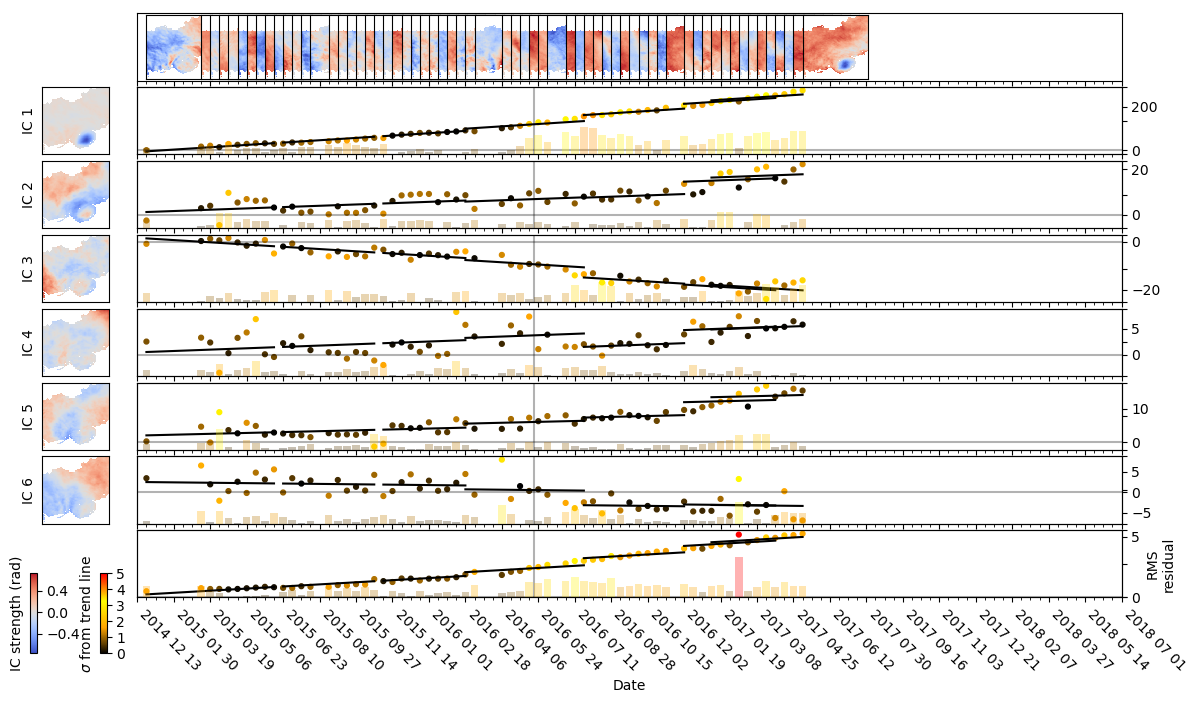 IC 1
200
0
IC 2
20
0
IC 3
0
−20
IC 4
5
0
IC 5
10
0
IC 6
5
0
−5
5
0
RMS
residual
IC strength (rad)
0.4
0.0
−0.4
σ from trend line
5
4
3
2
1
0
2014 12 13
2015 01 30
2015 03 19
2015 05 06
2015 06 23
2015 08 10
2015 09 27
2015 11 14
2016 01 01
2016 02 18
2016 04 06
2016 05 24
2016 07 11
2016 08 28
2016 10 15
2016 12 02
2017 01 19
2017 03 08
2017 04 25
2017 06 12
2017 07 30
2017 09 16
2017 11 03
2017 12 21
2018 02 07
2018 03 27
2018 05 14
2018 07 01
Date